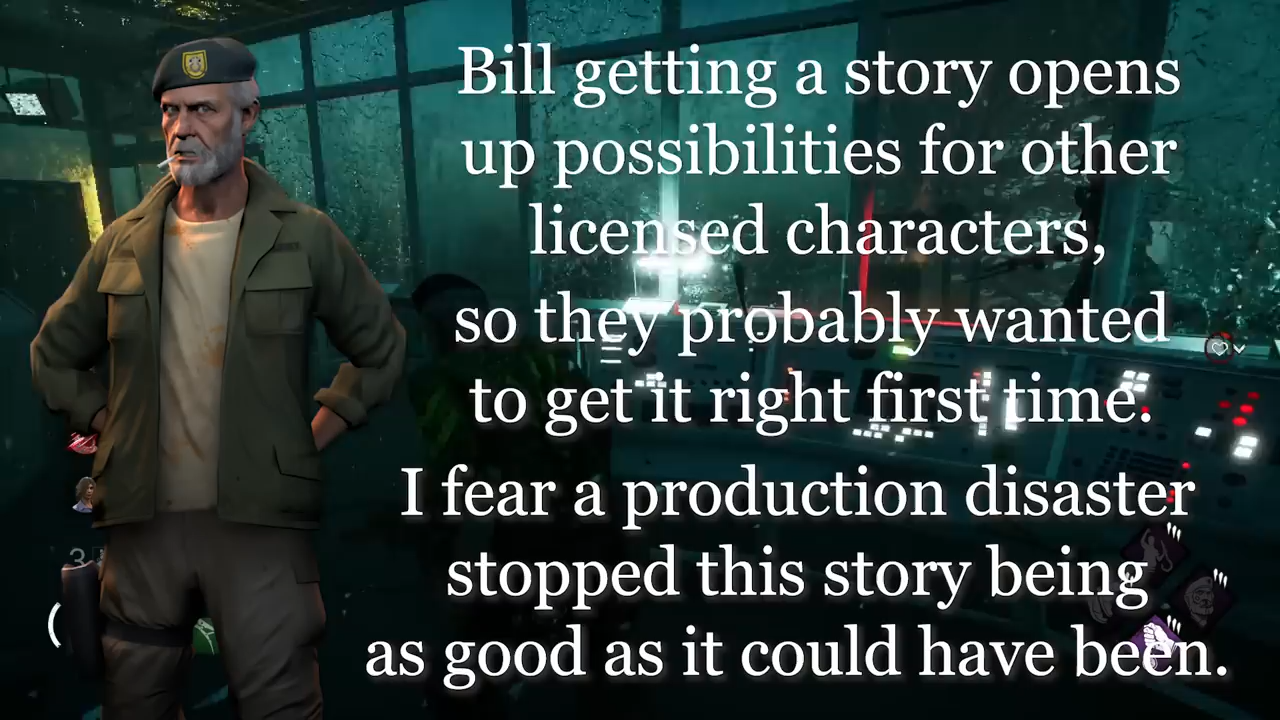 Bill getting a story opens
up possibilities for other
licensed characters,
so they probably wanted
to get it right first time.
I fear a production disaster
stopped this story being
as good as it could have been.
3